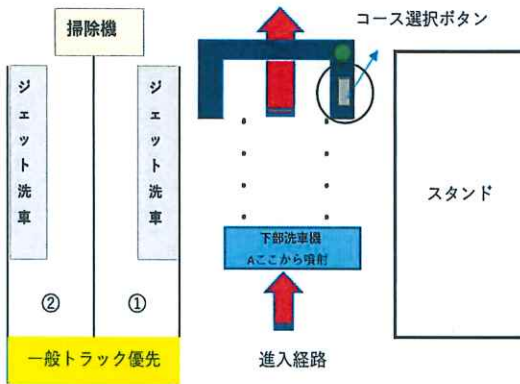 掃除機
コース選択ボタン
ジェット洗車
ジェット洗車
スタンド
下部洗車機
Aここから噴射
②
①
一般トラック優先
進入経路